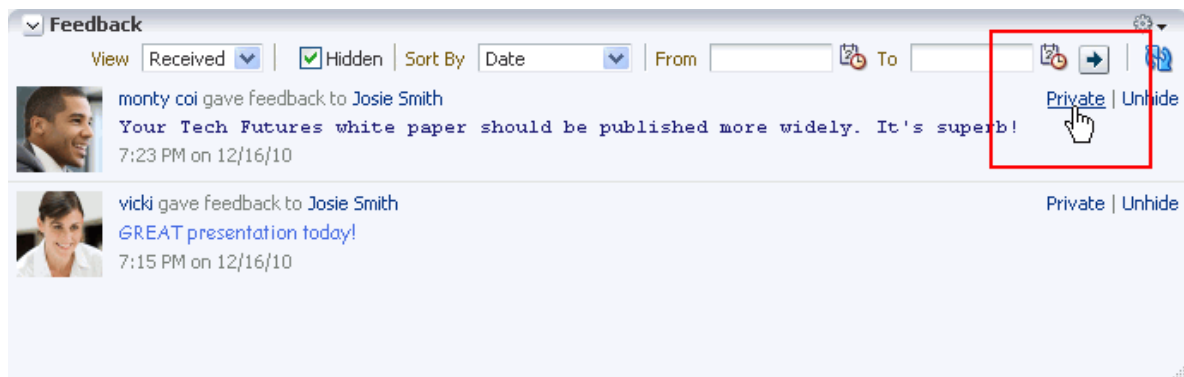 Feedback
View Received Hidden Sort By Date From To
monty coi gave feedback to Josie Smith Private | Unhide
Your Tech Futures white paper should be published more widely. It's superb!
7:23 PM on 12/16/10
vicki gave feedback to Josie Smith Private | Unhide
GREAT presentation today!
7:15 PM on 12/16/10